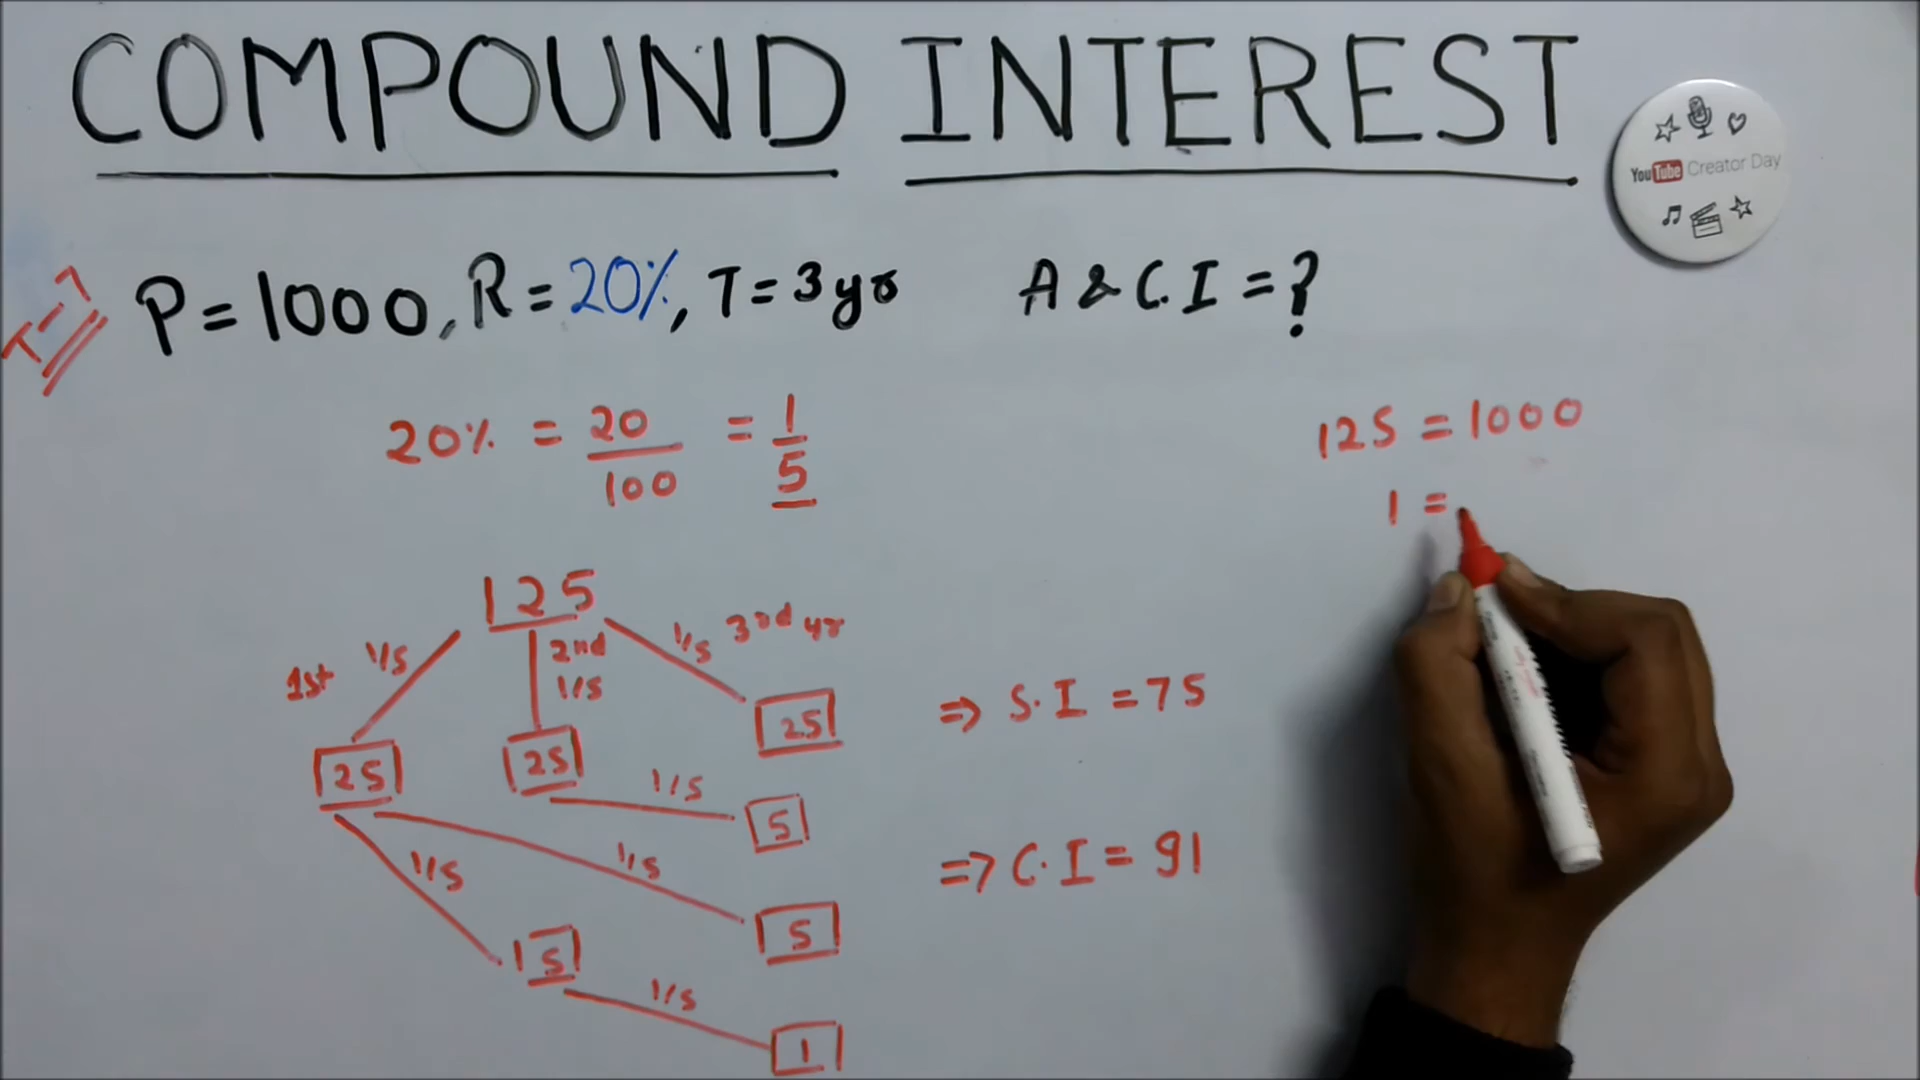 COMPOUND INTEREST
YouTube Creator Day
T-1
P=1000, R=20%, T=3yr A & C.I=?
20% = 20/100 = 1/5
125 = 1000
1 =
125
1st 1/5
2nd
1/5
1/5 3rd yr
25
25
25
⇒ S.I = 75
1/5
5
1/5
1/5
5
⇒ C.I = 91
5
1/5
1